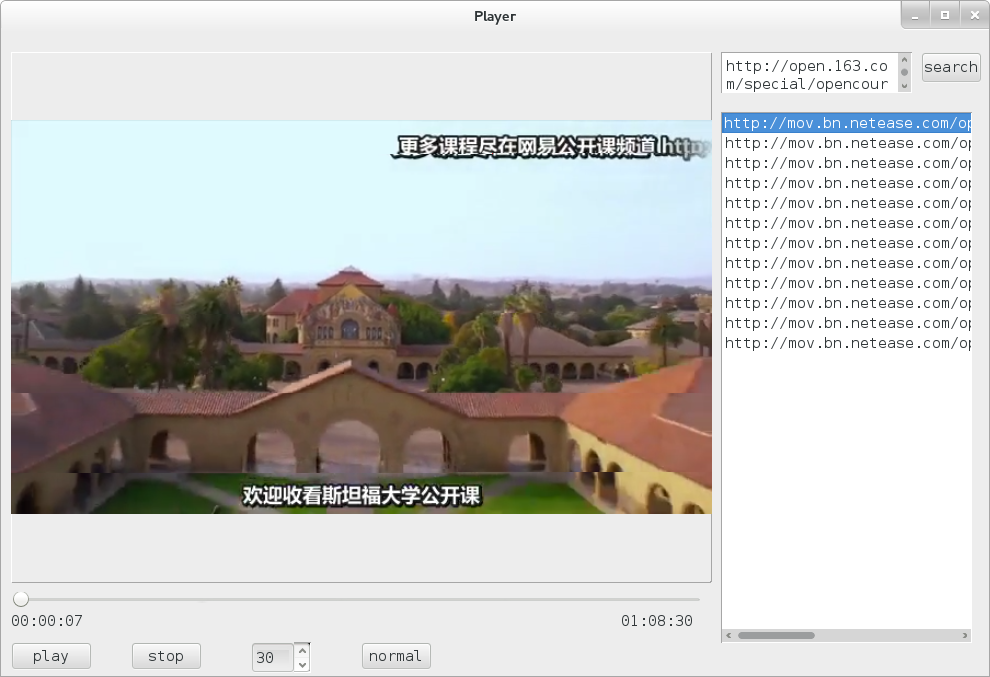 Player
http://open.163.co
m/special/opencour
search
更多课程尽在网易公开课频道 http:
http://mov.bn.netease.com/op
http://mov.bn.netease.com/op
http://mov.bn.netease.com/op
http://mov.bn.netease.com/op
http://mov.bn.netease.com/op
http://mov.bn.netease.com/op
http://mov.bn.netease.com/op
http://mov.bn.netease.com/op
http://mov.bn.netease.com/op
http://mov.bn.netease.com/op
http://mov.bn.netease.com/op
http://mov.bn.netease.com/op
欢迎收看斯坦福大学公开课
00:00:07
01:08:30
play
stop
30
normal